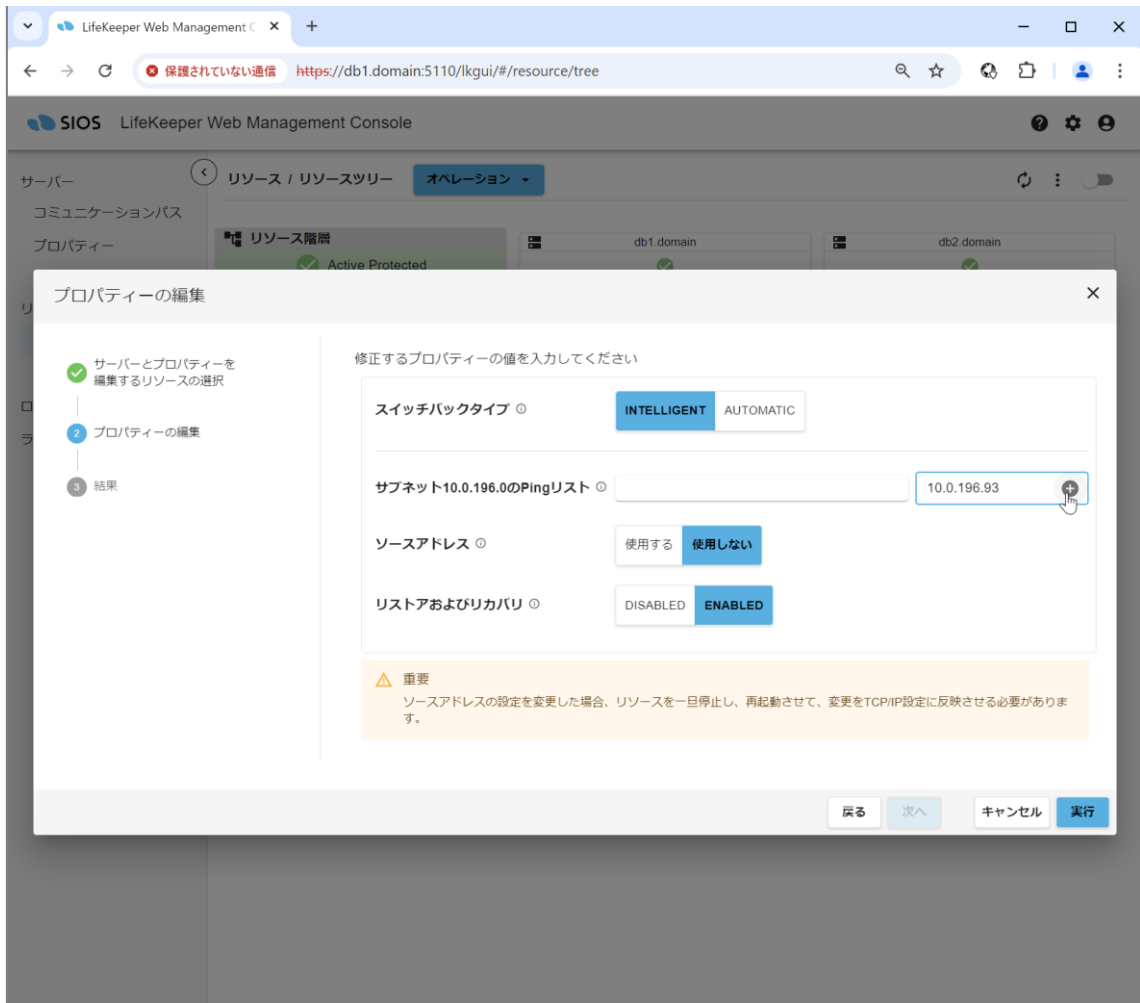 LifeKeeper Web Management C
保護されていない通信 https://db1.domain:5110/lkgui/#/resource/tree
SIOS LifeKeeper Web Management Console
サーバー
コミュニケーションパス
プロパティー
リソース / リソースツリー
オペレーション
リソース階層
Active Protected
db1.domain
db2.domain
リ
ロ
ラ
プロパティーの編集
サーバーとプロパティーを
編集するリソースの選択
2 プロパティーの編集
3 結果
修正するプロパティーの値を入力してください
スイッチバックタイプ INTELLIGENT AUTOMATIC
サブネット10.0.196.0のPingリスト 10.0.196.93
ソースアドレス 使用する 使用しない
リストアおよびリカバリ DISABLED ENABLED
重要
ソースアドレスの設定を変更した場合、リソースを一旦停止し、再起動させて、変更をTCP/IP設定に反映させる必要がありま
す。
戻る 次へ キャンセル 実行